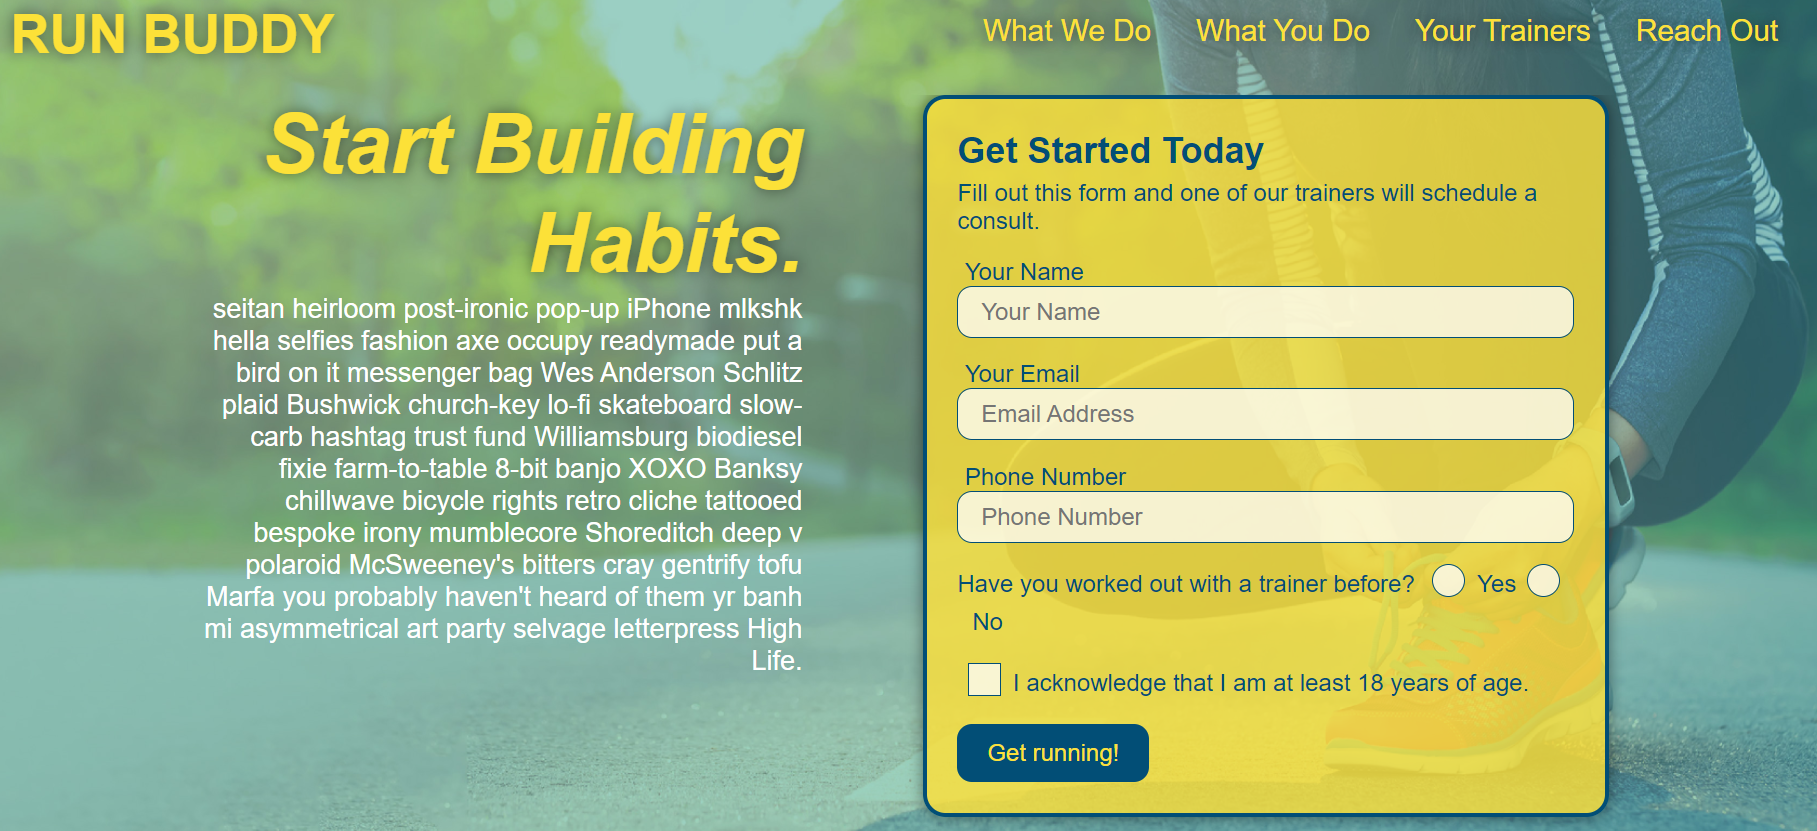 RUN BUDDY
What We Do
What You Do
Your Trainers
Reach Out
Start Building
Habits.
seitan heirloom post-ironic pop-up iPhone mlkshk
hella selfies fashion axe occupy readymade put a
bird on it messenger bag Wes Anderson Schlitz
plaid Bushwick church-key lo-fi skateboard slow-
carb hashtag trust fund Williamsburg biodiesel
fixie farm-to-table 8-bit banjo XOXO Banksy
chillwave bicycle rights retro cliche tattooed
bespoke irony mumblecore Shoreditch deep v
polaroid McSweeney's bitters cray gentrify tofu
Marfa you probably haven't heard of them yr banh
mi asymmetrical art party selvage letterpress High
Life.
Get Started Today
Fill out this form and one of our trainers will schedule a
consult.
Your Name
Your Name
Your Email
Email Address
Phone Number
Phone Number
Have you worked out with a trainer before? Yes
No
I acknowledge that I am at least 18 years of age.
Get running!